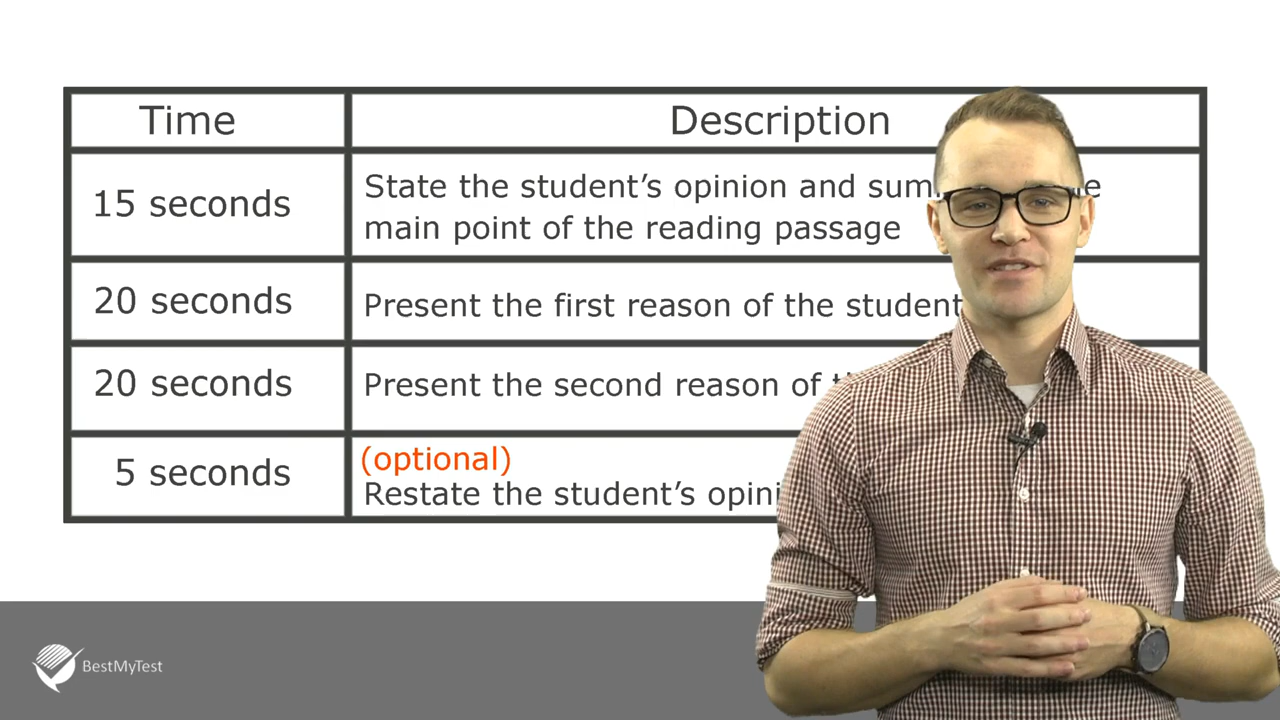 Time
Description
15 seconds
State the student's opinion and
main point of the reading passage
20 seconds
Present the first reason of the student
20 seconds
Present the second reason of
5 seconds
(optional)
Restate the student's
BestMyTest